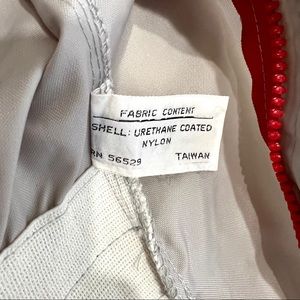 FABRIC CONTENT
SHELL: URETHANE COATED
NYLON
RN 56529 TAIWAN